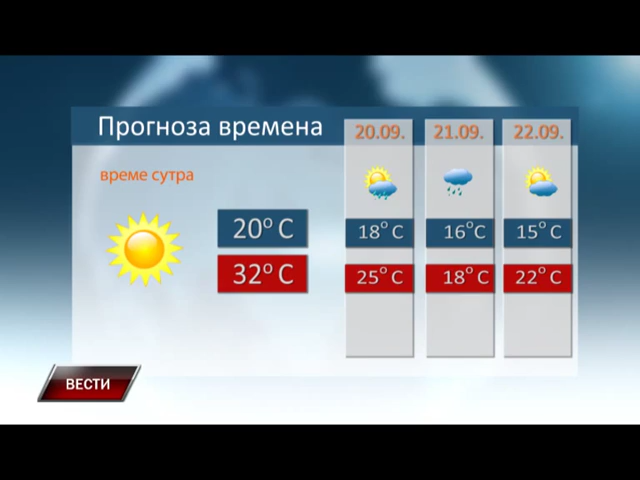 Прогноза времена
време сутра
20° C
32° C
20.09.
18° C
25° C
21.09.
16° C
18° C
22.09.
15° C
22° C
ВЕСТИ